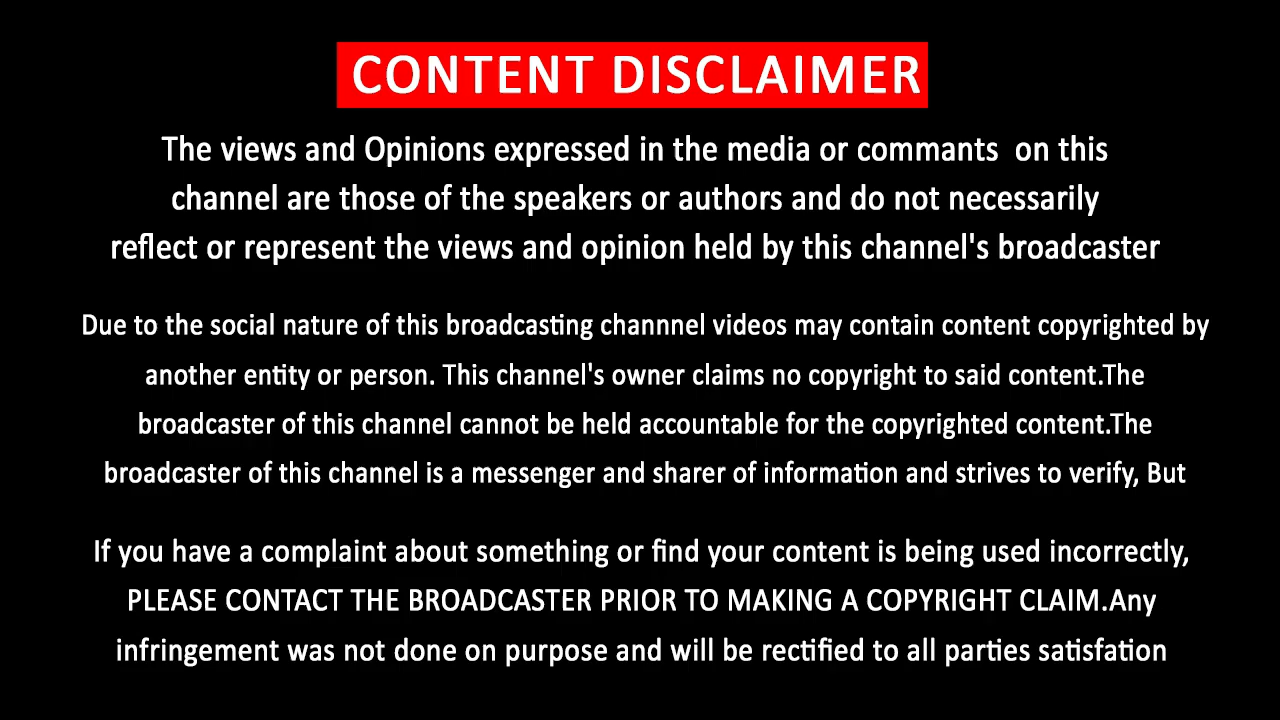 CONTENT DISCLAIMER
The views and Opinions expressed in the media or commants on this
channel are those of the speakers or authors and do not necessarily
reflect or represent the views and opinion held by this channel's broadcaster
Due to the social nature of this broadcasting channnel videos may contain content copyrighted by
another entity or person. This channel's owner claims no copyright to said content.The
broadcaster of this channel cannot be held accountable for the copyrighted content.The
broadcaster of this channel is a messenger and sharer of information and strives to verify, But
If you have a complaint about something or find your content is being used incorrectly,
PLEASE CONTACT THE BROADCASTER PRIOR TO MAKING A COPYRIGHT CLAIM.Any
infringement was not done on purpose and will be rectified to all parties satisfation